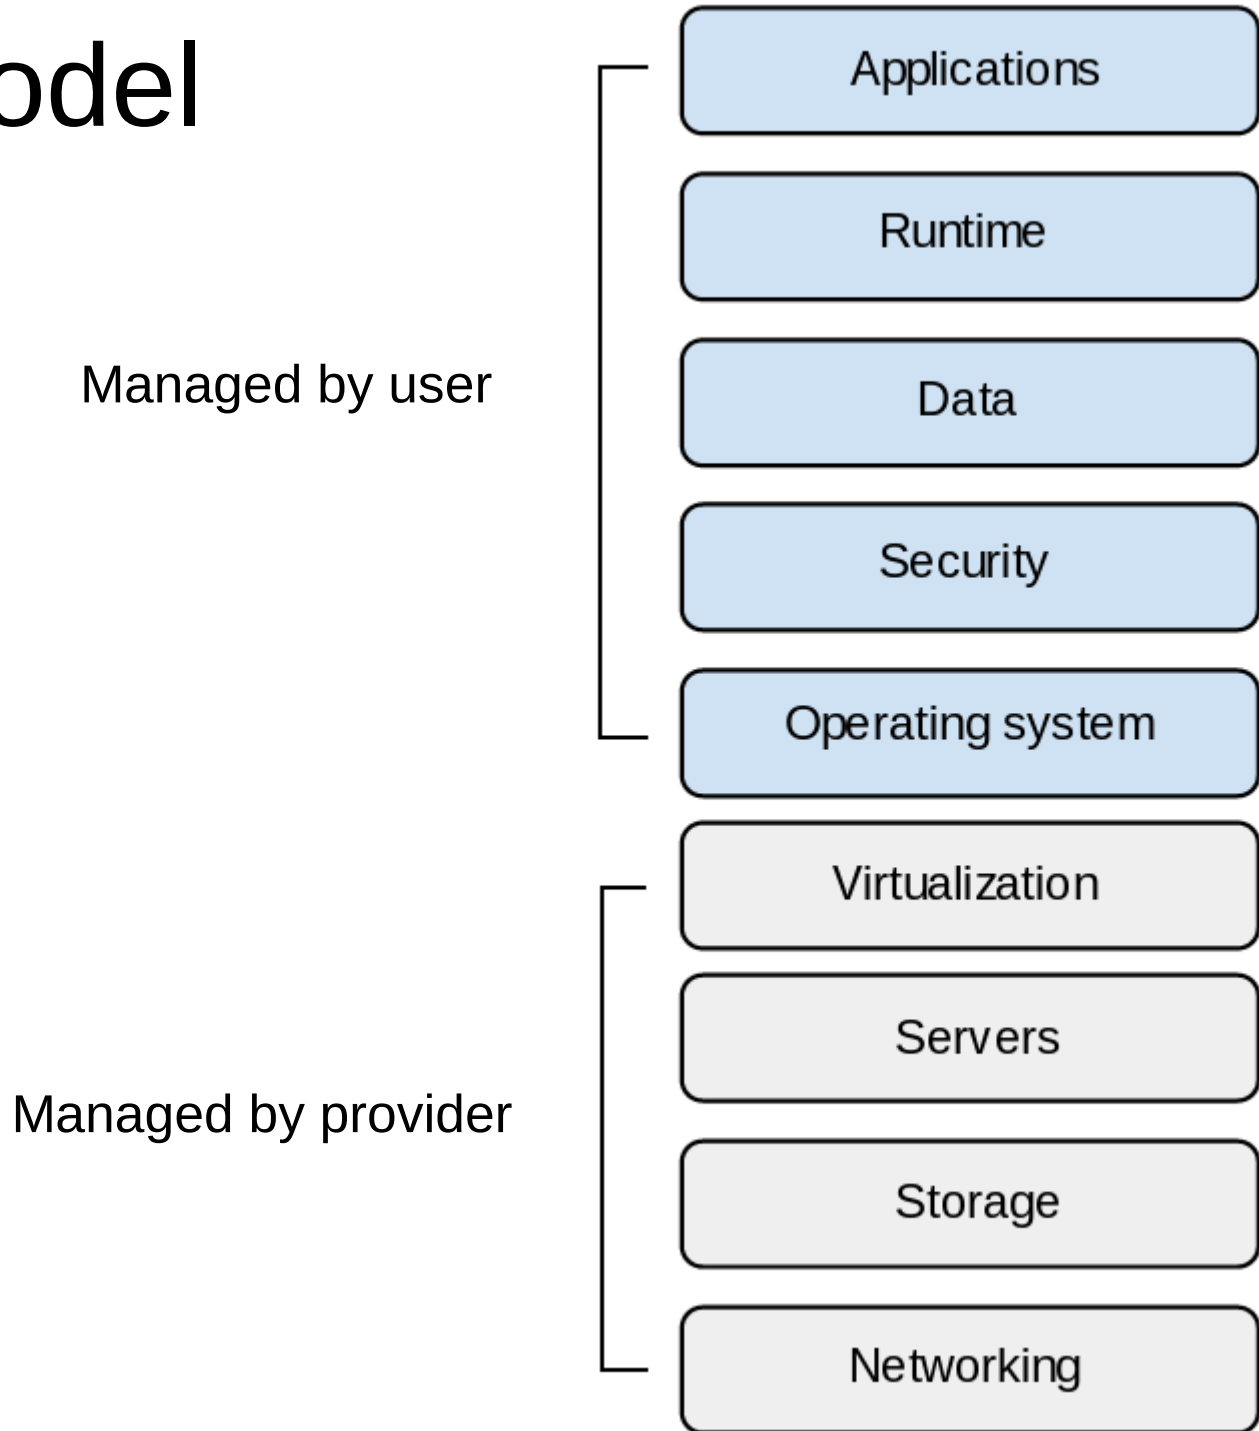 odel
Applications
Runtime
Managed by user
Data
Security
Operating system
Virtualization
Servers
Managed by provider
Storage
Networking